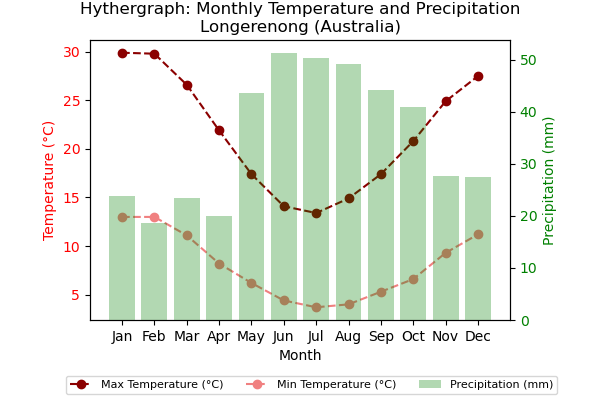 Hythergraph: Monthly Temperature and Precipitation
Longerenong (Australia)
30
25
20
15
10
5
Temperature (°C)
50
40
30
20
10
0
Precipitation (mm)
Jan Feb Mar Apr May Jun Jul Aug Sep Oct Nov Dec
Month
Max Temperature (°C) Min Temperature (°C) Precipitation (mm)